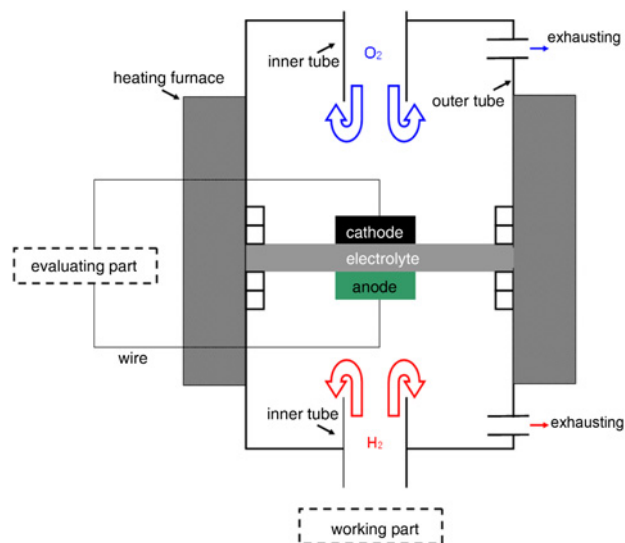 exhausting
inner tube
O₂
heating furnace
outer tube
cathode
electrolyte
evaluating part
anode
wire
inner tube
H₂
exhausting
working part